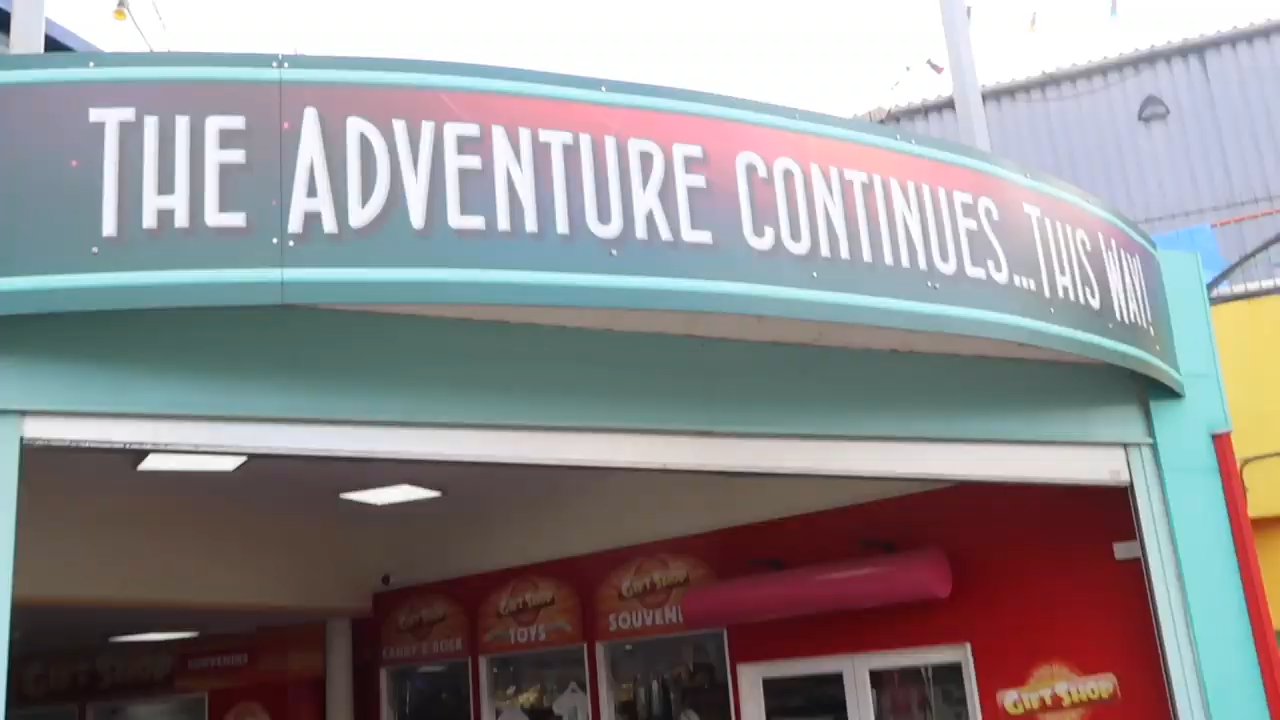 THE ADVENTURE CONTINUES...THIS WAY!
GIFT SHOP
CANDY & ROCK
GIFT SHOP
TOYS
GIFT SHOP
SOUVENI
GIFT SHOP
SOUVENIRS
GIFT SHOP